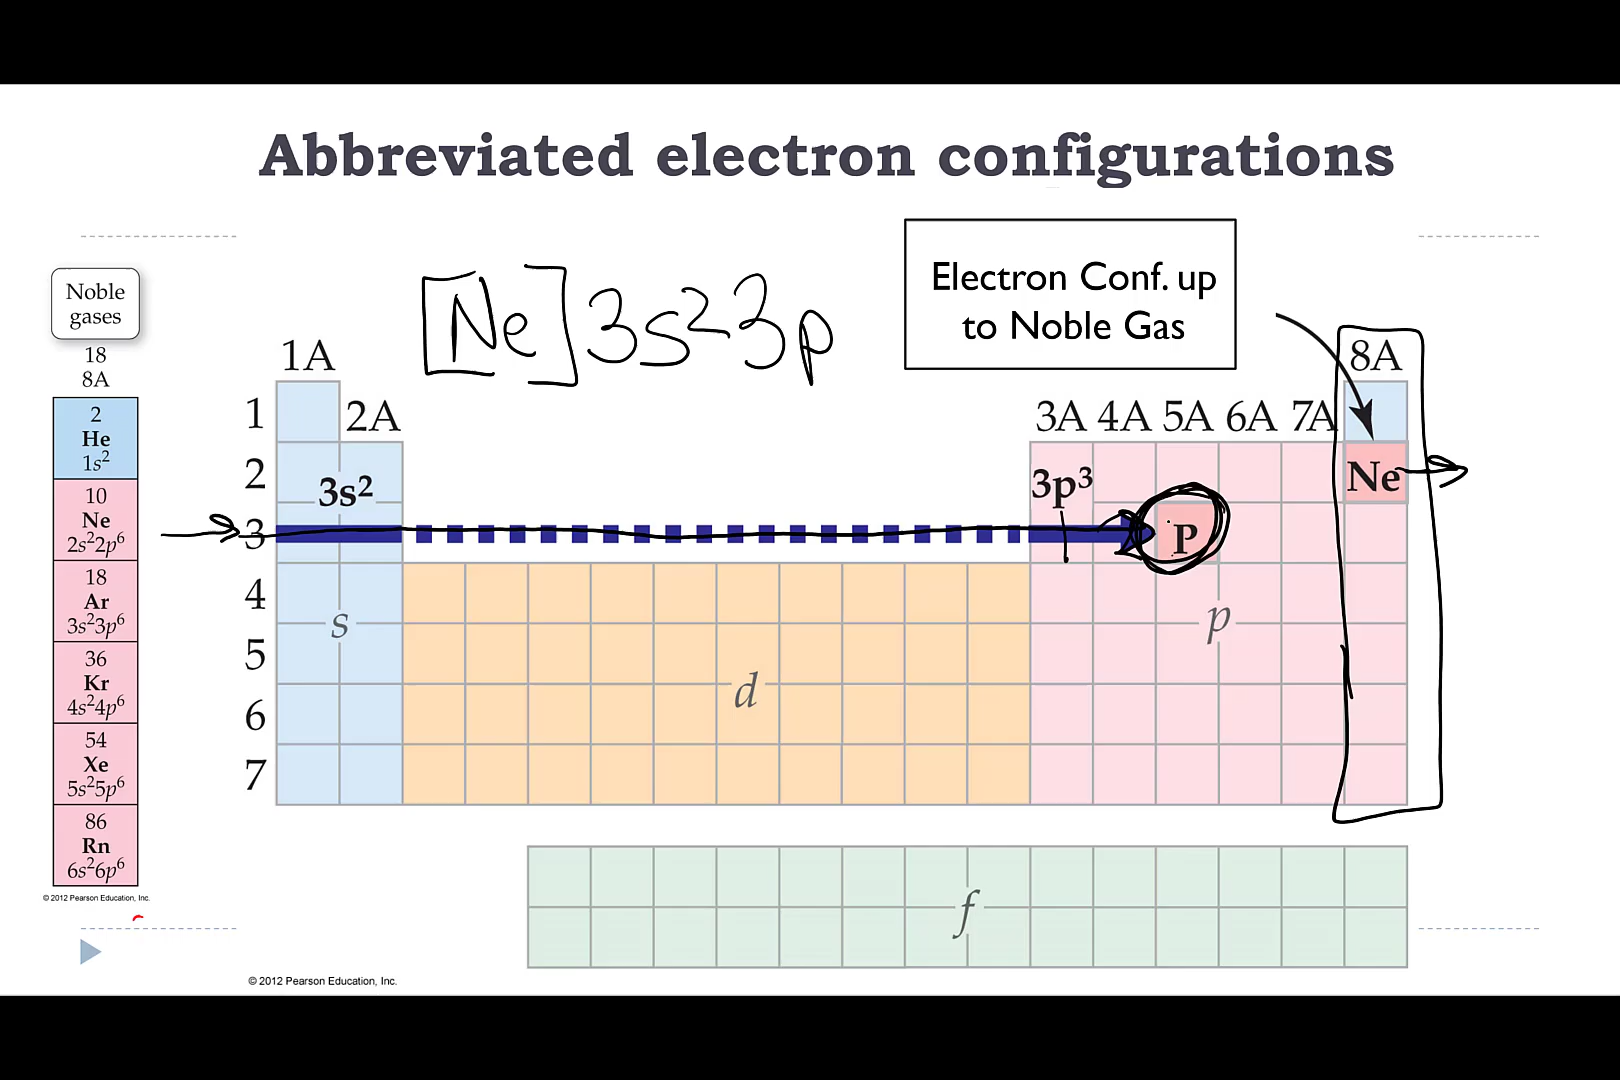 Abbreviated electron configurations
Noble
gases
18
8A
2
He
1s²
10
Ne
2s²2p⁶
18
Ar
3s²3p⁶
36
Kr
4s²4p⁶
54
Xe
5s²5p⁶
86
Rn
6s²6p⁶
© 2012 Pearson Education, Inc.
[Ne] 3s² 3p
Electron Conf. up
to Noble Gas
1A
8A
1
2A
3A 4A 5A 6A 7A
2
3s²
3p³
Ne
3
P
4
s
p
5
d
6
7
f
© 2012 Pearson Education, Inc.